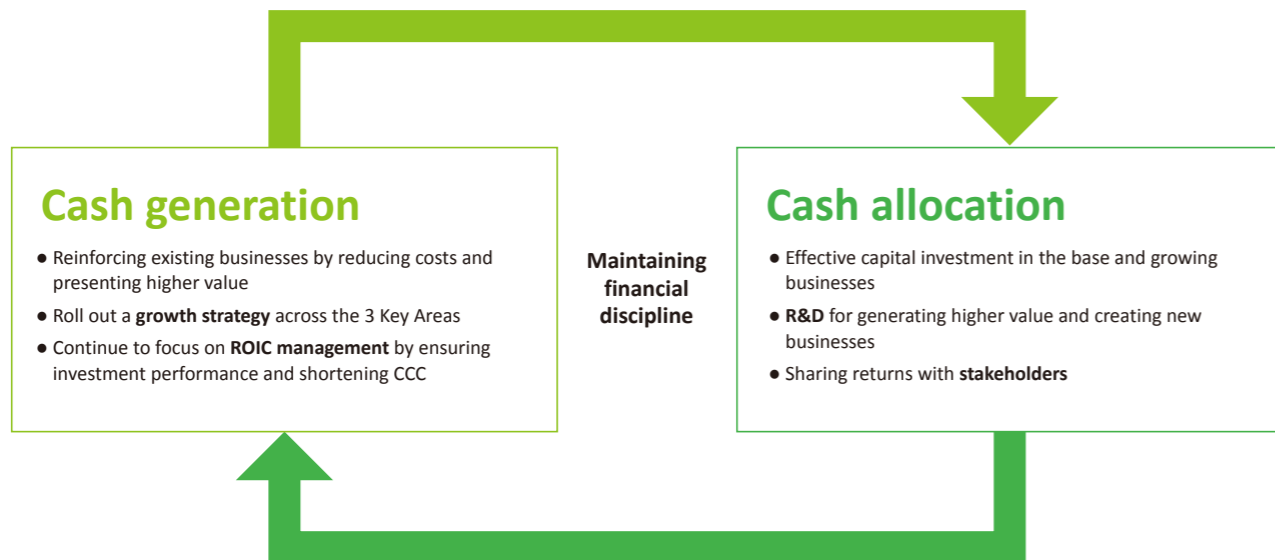 Cash generation
● Reinforcing existing businesses by reducing costs and
presenting higher value
● Roll out a growth strategy across the 3 Key Areas
● Continue to focus on ROIC management by ensuring
investment performance and shortening CCC
Maintaining
financial
discipline
Cash allocation
● Effective capital investment in the base and growing
businesses
● R&D for generating higher value and creating new
businesses
● Sharing returns with stakeholders